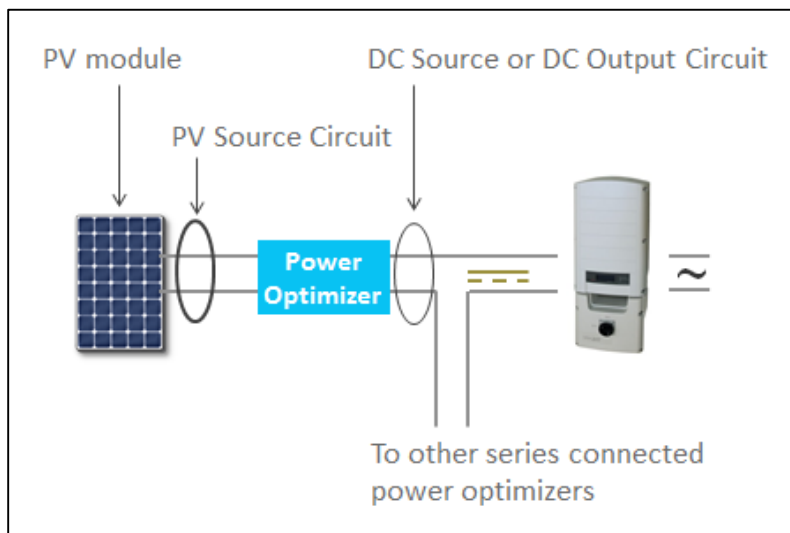 PV module
DC Source or DC Output Circuit
PV Source Circuit
Power
Optimizer
~
To other series connected
power optimizers